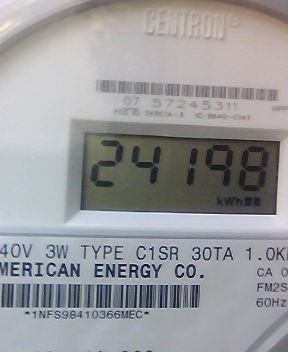 CENTRON®
07 57245311
24198
kWh
40V 3W TYPE C1SR 30TA 1.0K
MERICAN ENERGY CO.
CA 0
FM2S
60Hz
*1NFS98410366MEC*